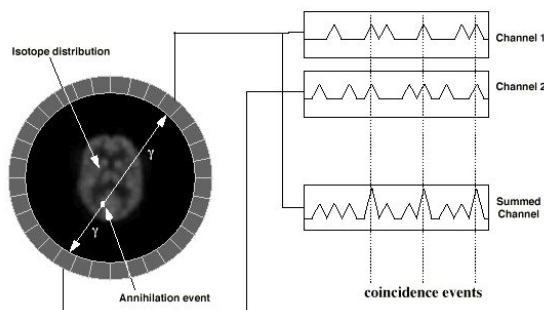 Isotope distribution
γ
γ
Annihilation event
Channel 1
Channel 2
Summed
Channel
coincidence events